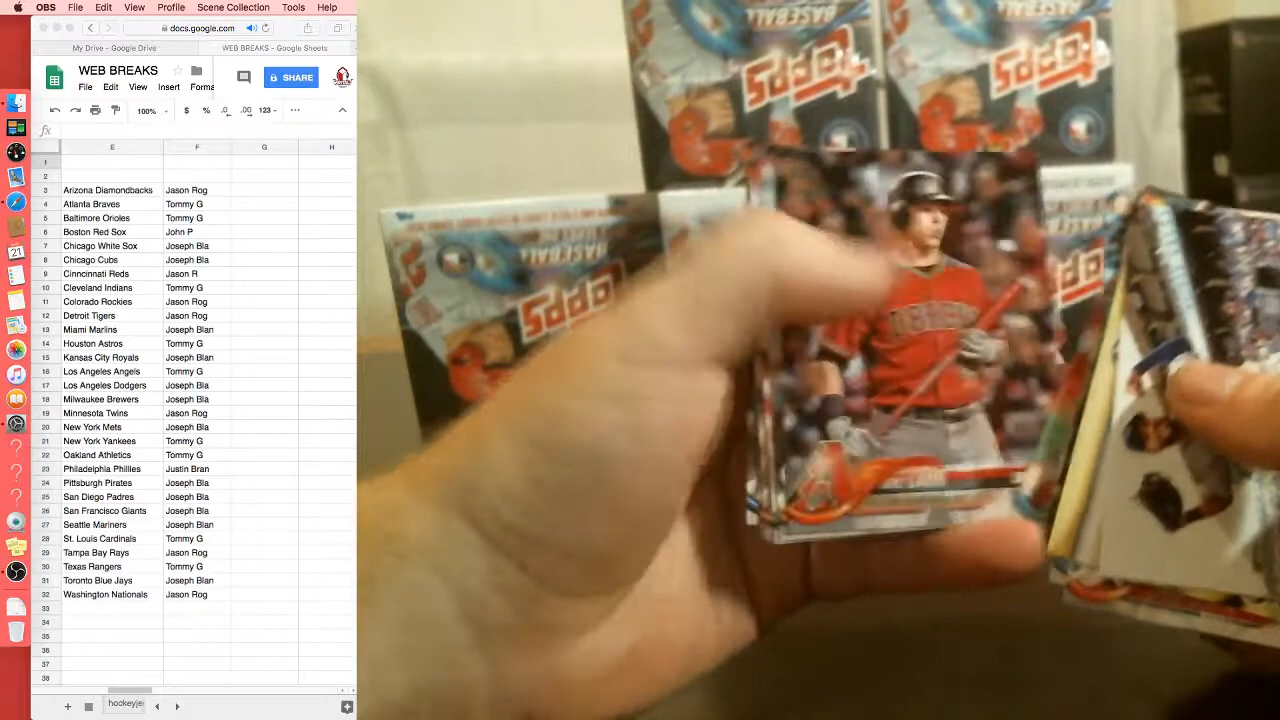 OBS File Edit View Profile Scene Collection Tools Help
docs.google.com
My Drive - Google Drive
WEB BREAKS - Google Sheets
WEB BREAKS
SHARE
File Edit View Insert Forma
100% $ % .0 .00 123 ...
fx
E F G H
1
2
3 Arizona Diamondbacks Jason Rog
4 Atlanta Braves Tommy G
5 Baltimore Orioles Tommy G
6 Boston Red Sox John P
7 Chicago White Sox Joseph Bla
8 Chicago Cubs Joseph Bla
9 Cinncinnati Reds Jason R
10 Cleveland Indians Tommy G
11 Colorado Rockies Jason Rog
12 Detroit Tigers Jason Rog
13 Miami Marlins Joseph Blan
14 Houston Astros Tommy G
15 Kansas City Royals Joseph Blan
16 Los Angeles Angels Tommy G
17 Los Angeles Dodgers Joseph Bla
18 Milwaukee Brewers Joseph Bla
19 Minnesota Twins Jason Rog
20 New York Mets Joseph Bla
21 New York Yankees Tommy G
22 Oakland Athletics Tommy G
23 Philadelphia Phillies Justin Bran
24 Pittsburgh Pirates Joseph Bla
25 San Diego Padres Joseph Bla
26 San Francisco Giants Joseph Bla
27 Seattle Mariners Joseph Blan
28 St. Louis Cardinals Tommy G
29 Tampa Bay Rays Jason Rog
30 Texas Rangers Tommy G
31 Toronto Blue Jays Joseph Blan
32 Washington Nationals Jason Rog
33
34
35
36
37
38
hockeyje
BASEBALL
Topps
BASEBALL
Topps
BASEBALL
Topps